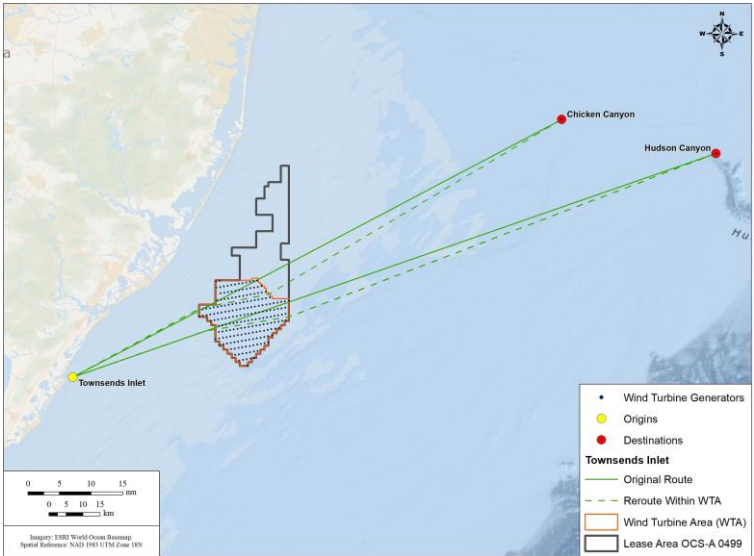 a
N
W E
S
Chicken Canyon
Hudson Canyon
Hu
Townsends Inlet
Wind Turbine Generators
Origins
Destinations
Townsends Inlet
Original Route
Reroute Within WTA
Wind Turbine Area (WTA)
Lease Area OCS-A 0499
0 5 10 15
nm
0 5 10 15
km
Imagery: ESRI World Ocean Basemap.
Spatial Reference: NAD 1983 UTM Zone 18N